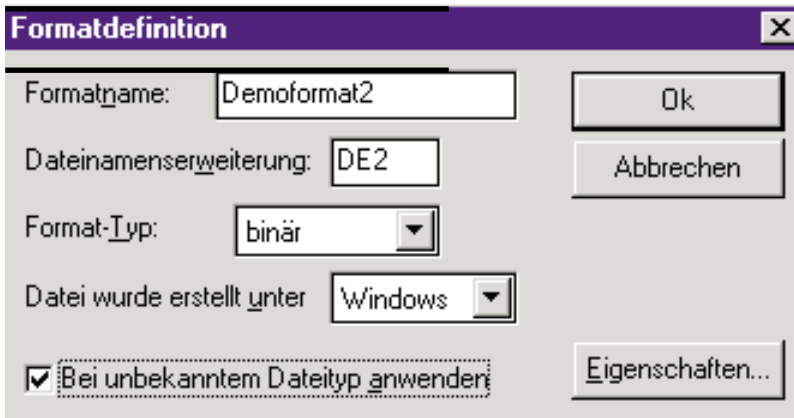 Formatdefinition
Formatname: Demoformat2
Ok
Dateinamenserweiterung: DE2
Abbrechen
Format-Typ: binär
Datei wurde erstellt unter Windows
Bei unbekanntem Dateityp anwenden
Eigenschaften...